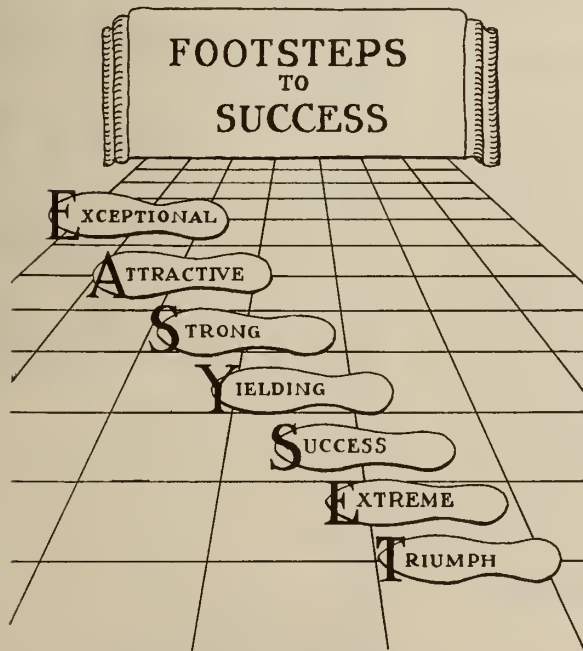 FOOTSTEPS
TO
SUCCESS
EXCEPTIONAL
ATTRACTIVE
STRONG
YIELDING
SUCCESS
EXTREME
TRIUMPH